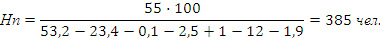 Нп = 55 · 100 / 53,2 − 23,4 − 0,1 − 2,5 + 1 − 12 − 1,9 = 385 чел.